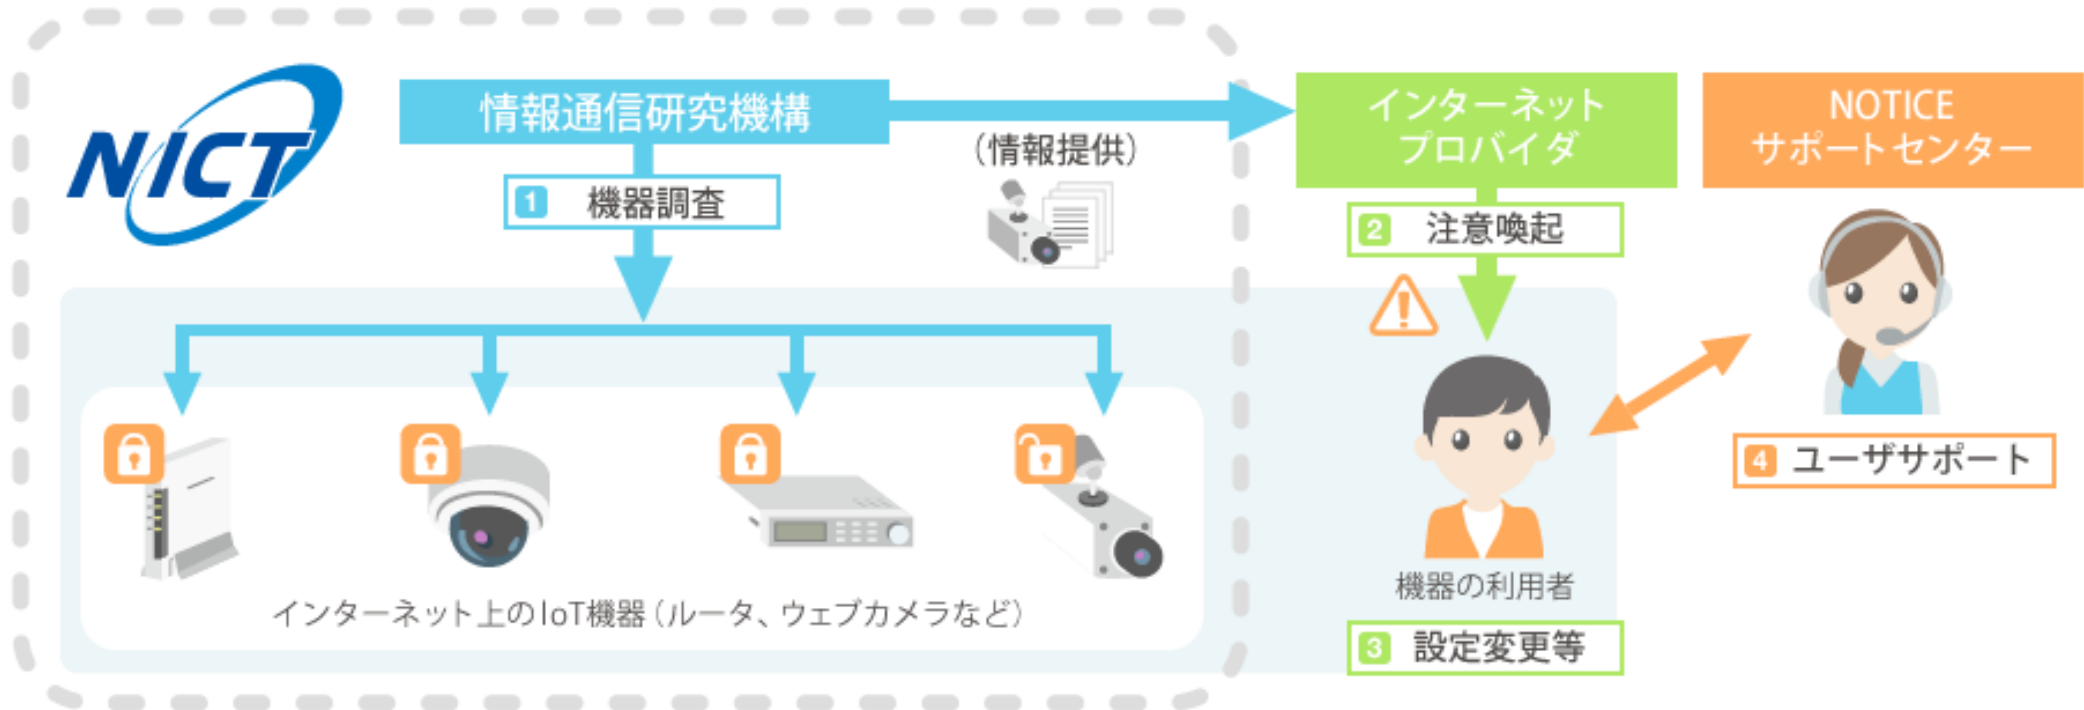 NICT
情報通信研究機構
(情報提供)
インターネット
プロバイダ
NOTICE
サポートセンター
1 機器調査
2 注意喚起
4 ユーザサポート
機器の利用者
インターネット上のIoT機器(ルータ、ウェブカメラなど)
3 設定変更等